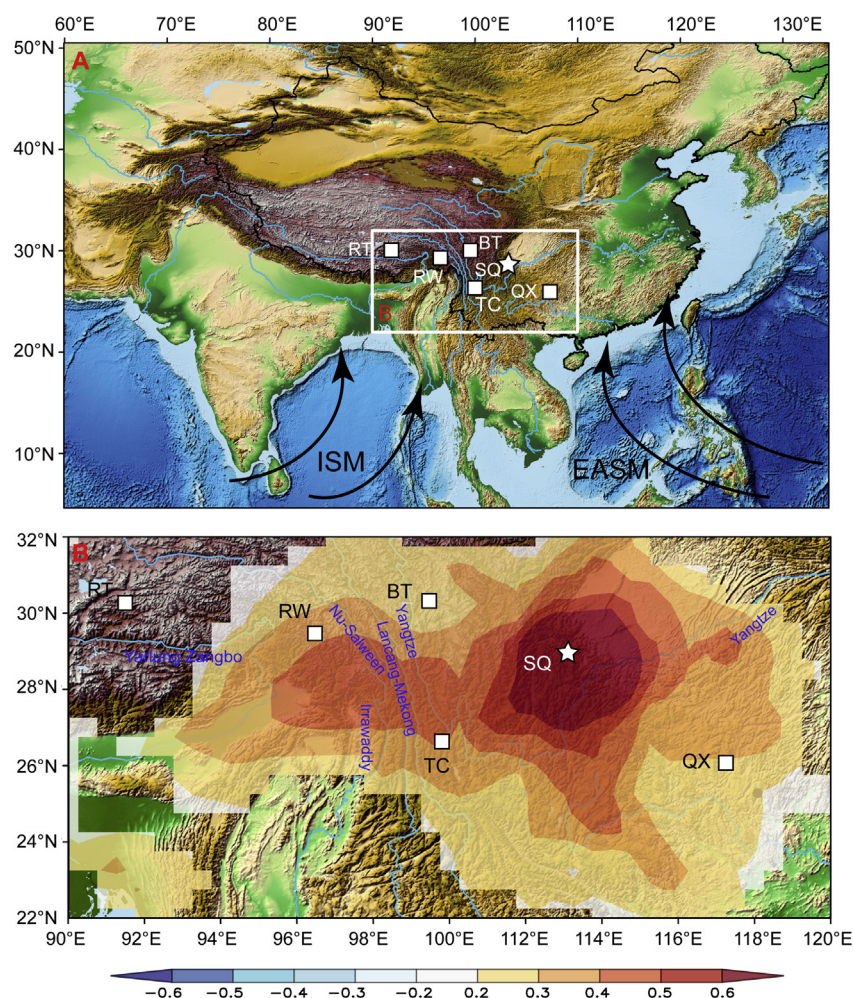 60°E 70°E 80°E 90°E 100°E 110°E 120°E 130°E
50°N
A
40°N
30°N
RT
BT
RW
SQ
TC
QX
B
20°N
10°N
ISM
EASM
32°N
B
RT
BT
30°N
RW
Nu-Salween
Lancang-Mekong
Yangtze
Yangtze
Yarlung Zangbo
SQ
28°N
Irrawaddy
TC
QX
26°N
24°N
22°N
90°E 92°E 94°E 96°E 98°E 100°E 112°E 114°E 116°E 118°E 120°E
−0.6 −0.5 −0.4 −0.3 −0.2 0.2 0.3 0.4 0.5 0.6